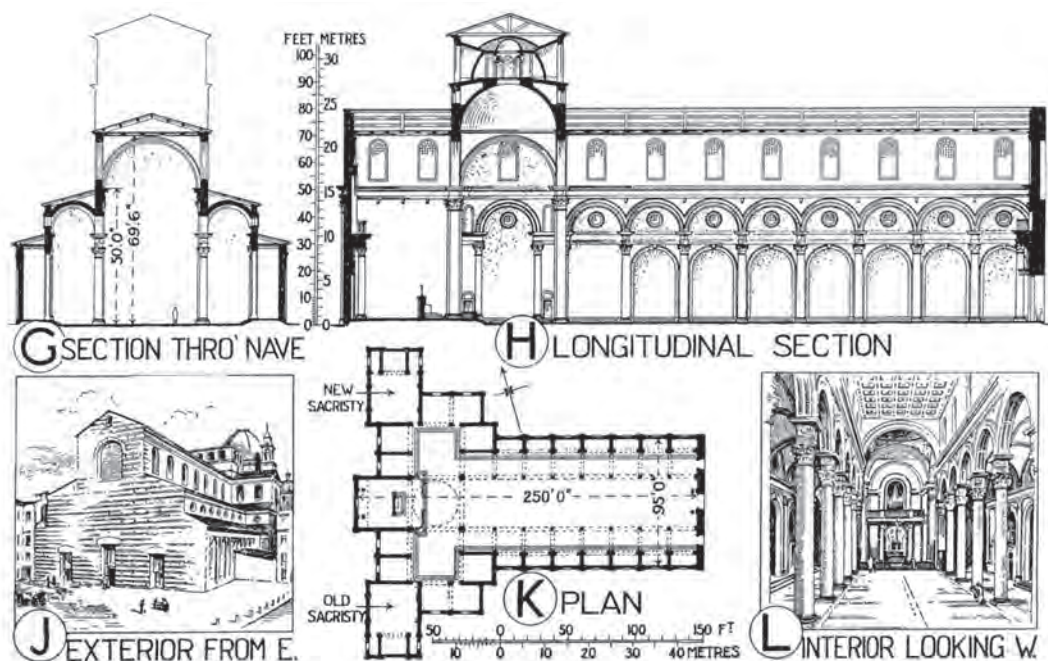 FEET METRES
100
90
80
70
60
50
40
30
20
10
0
30
25
20
15
10
5
0
50'.0"
69'.6"
G SECTION THRO' NAVE
H LONGITUDINAL SECTION
NEW
SACRISTY
OLD
SACRISTY
250'0"
95'0"
K PLAN
50 0 50 100 150 FT
10 0 10 20 30 40 METRES
J EXTERIOR FROM E.
L INTERIOR LOOKING W.